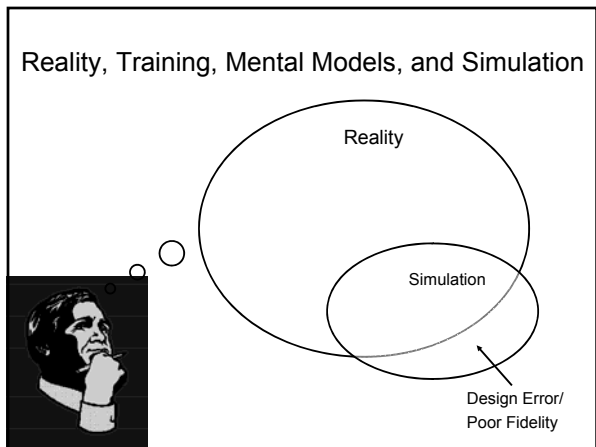 Reality, Training, Mental Models, and Simulation
Reality
Simulation
Design Error/
Poor Fidelity